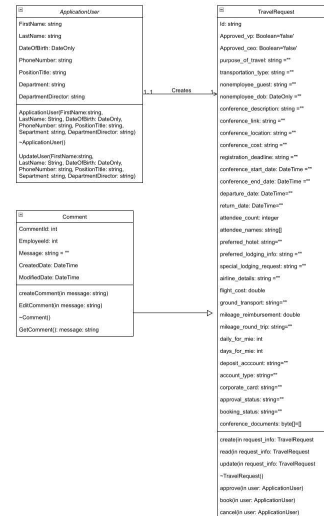 ApplicationUser
FirstName: string
LastName: string
DateOfBirth: DateOnly
PhoneNumber: string
PositionTitle: string
Department: string
DepartmentDirector: string
ApplicationUser(FirstName:string,
LastName: String, DateOfBirth: DateOnly,
PhoneNumber: string, PositionTitle: string,
Separtment: string, DepartmentDirector: string)
~ApplicationUser()
UpdateUser(FirstName:string,
LastName: String, DateOfBirth: DateOnly,
PhoneNumber: string, PositionTitle: string,
Separtment: string, DepartmentDirector: string)
1..1
Creates
Comment
CommentId: int
EmployeeId: int
Message: string = ""
CreatedDate: DateTime
ModifiedDate: DateTime
createComment(in message: string)
EditComment(in message: string)
~Comment()
GetComment(): message: string
TravelRequest
Id: string
Approved_vp: Boolean='false'
Approved_ceo: Boolean='false'
purpose_of_travel: string =""
transportation_type: string =""
nonemployee_guest: string =""
nonemployee_dob: DateOnly =""
conference_description: string =""
conference_link: string =""
conference_location: string =""
conference_cost: string =""
registration_deadline: string =""
conference_start_date: DateTime =""
conference_end_date: DateTime =""
departure_date: DateTime=""
return_date: DateTime=""
attendee_count: integer
attendee_names: string[]
preferred_hotel: string=""
preferred_lodging_info: string =""
special_lodging_request: string =""
airline_details: string =""
flight_cost: double
ground_transport: string=""
mileage_reimbursement: double
mileage_round_trip: string=""
daily_for_mie: int
days_for_mie: int
deposit_acccount: string=""
account_type: string=""
corporate_card: string=""
approval_status: string=""
booking_status: string=""
conference_documents: byte[]=[]
create(in request_info: TravelRequest
read(in request_info: TravelRequest
update(in request_info: TravelRequest
~TravelRequest()
approve(in user: ApplicationUser)
book(in user: ApplicationUser)
cancel(in user: ApplicationUser)